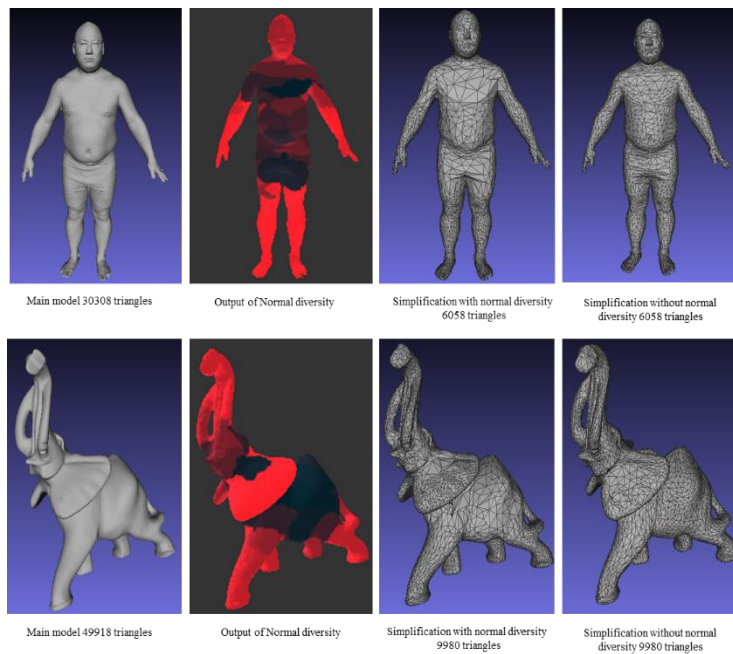 Main model 30308 triangles
Output of Normal diversity
Simplification with normal diversity
6058 triangles
Simplification without normal
diversity 6058 triangles
Main model 49918 triangles
Output of Normal diversity
Simplification with normal diversity
9980 triangles
Simplification without normal
diversity 9980 triangles